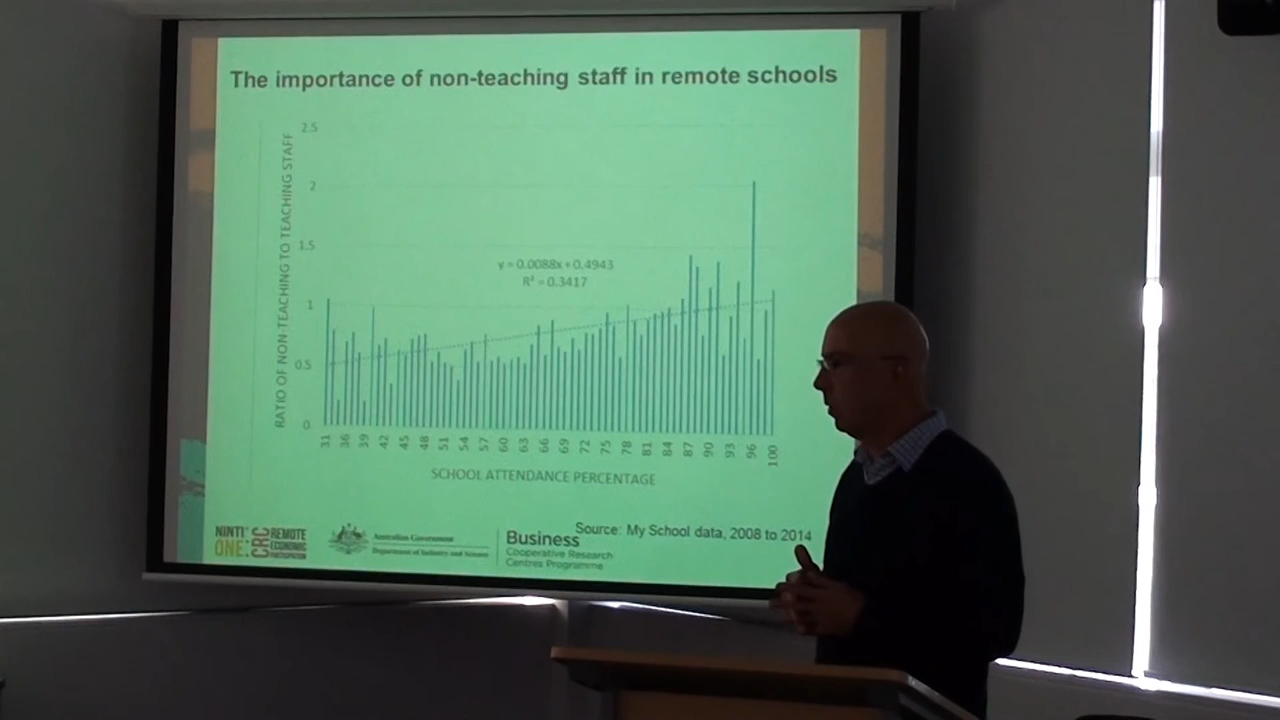 The importance of non-teaching staff in remote schools
RATIO OF NON-TEACHING TO TEACHING STAFF
2.5
2
1.5
1
0.5
0
y = 0.0088x + 0.4943
R² = 0.3417
31 36 39 42 45 48 51 54 57 60 63 66 69 72 75 78 81 84 87 90 93 96 100
SCHOOL ATTENDANCE PERCENTAGE
Source: My School data, 2008 to 2014
NINTI
ONE
CRC
REMOTE
ECONOMIC
PARTICIPATION
Australian Government
Department of Industry and Science
Business
Cooperative Research
Centres Programme